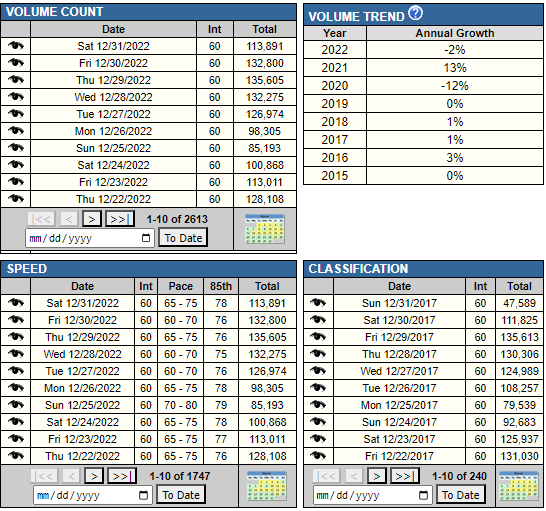 VOLUME COUNT
Date Int Total
Sat 12/31/2022 60 113,891
Fri 12/30/2022 60 132,800
Thu 12/29/2022 60 135,605
Wed 12/28/2022 60 132,275
Tue 12/27/2022 60 126,974
Mon 12/26/2022 60 98,305
Sun 12/25/2022 60 85,193
Sat 12/24/2022 60 100,868
Fri 12/23/2022 60 113,011
Thu 12/22/2022 60 128,108
|<< < > >>| 1-10 of 2613
mm/dd/yyyy To Date
VOLUME TREND ?
Year Annual Growth
2022 -2%
2021 13%
2020 -12%
2019 0%
2018 1%
2017 1%
2016 3%
2015 0%
SPEED
Date Int Pace 85th Total
Sat 12/31/2022 60 65 - 75 78 113,891
Fri 12/30/2022 60 60 - 70 76 132,800
Thu 12/29/2022 60 65 - 75 76 135,605
Wed 12/28/2022 60 60 - 70 75 132,275
Tue 12/27/2022 60 60 - 70 76 126,974
Mon 12/26/2022 60 65 - 75 78 98,305
Sun 12/25/2022 60 70 - 80 79 85,193
Sat 12/24/2022 60 65 - 75 78 100,868
Fri 12/23/2022 60 65 - 75 77 113,011
Thu 12/22/2022 60 65 - 75 76 128,108
|<< < > >>| 1-10 of 1747
mm/dd/yyyy To Date
CLASSIFICATION
Date Int Total
Sun 12/31/2017 60 47,589
Sat 12/30/2017 60 111,825
Fri 12/29/2017 60 135,613
Thu 12/28/2017 60 130,306
Wed 12/27/2017 60 124,989
Tue 12/26/2017 60 108,257
Mon 12/25/2017 60 79,539
Sun 12/24/2017 60 92,683
Sat 12/23/2017 60 125,937
Fri 12/22/2017 60 131,030
|<< < > >>| 1-10 of 240
mm/dd/yyyy To Date